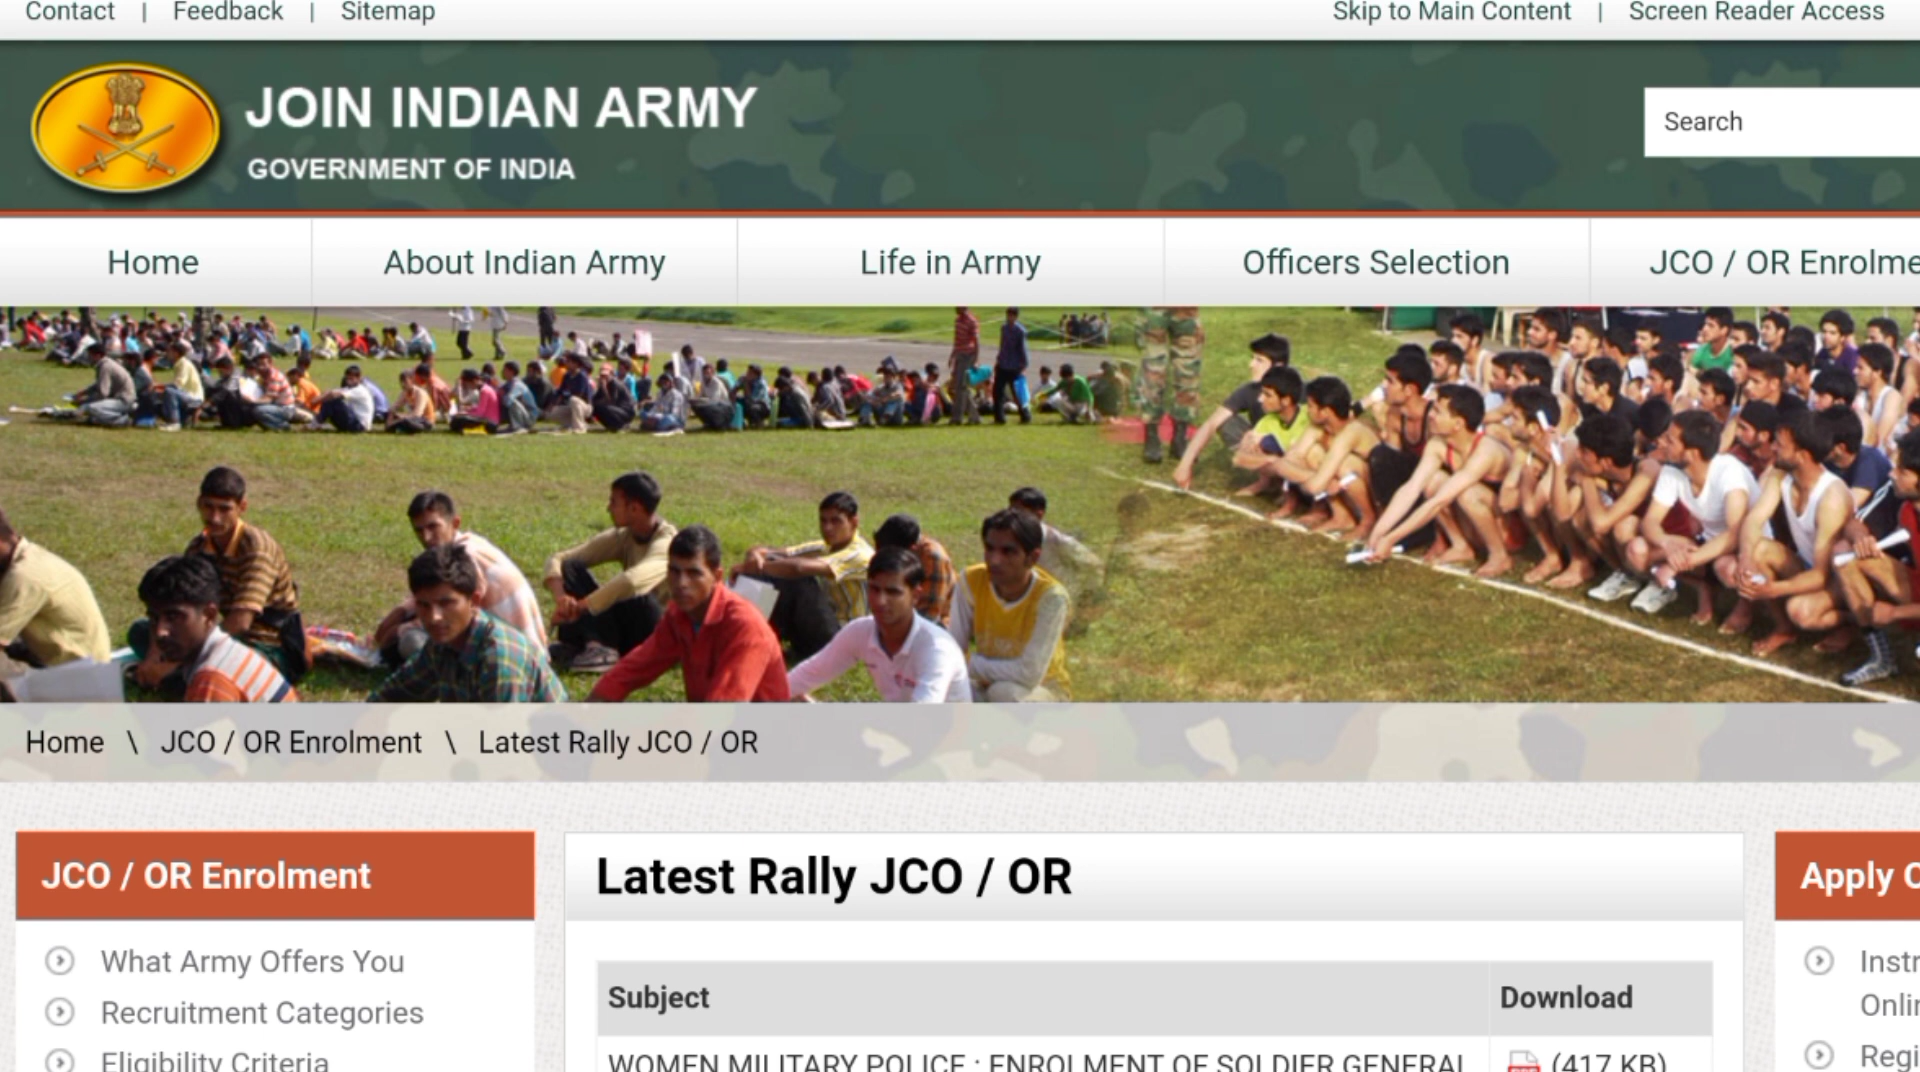 Contact | Feedback | Sitemap
Skip to Main Content | Screen Reader Access
JOIN INDIAN ARMY
GOVERNMENT OF INDIA
Search
Home
About Indian Army
Life in Army
Officers Selection
JCO / OR Enrolme
Home \ JCO / OR Enrolment \ Latest Rally JCO / OR
JCO / OR Enrolment
What Army Offers You
Recruitment Categories
Eligibility Criteria
Latest Rally JCO / OR
Subject
Download
WOMEN MILITARY POLICE : ENROLMENT OF SOLDIER GENERAL
(417 KB)
Apply
Instr
Onlin
Regi